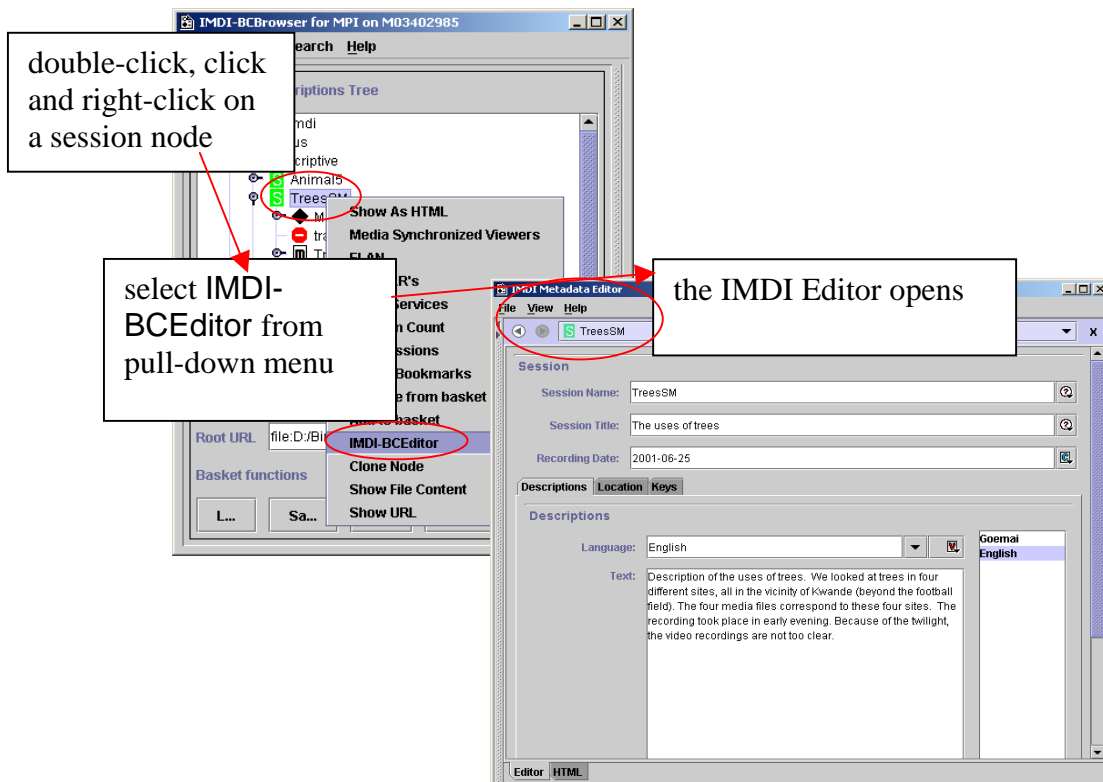 IMDI-BCBrowser for MPI on M03402985
earch Help
double-click, click
and right-click on
a session node
riptions Tree
mdi
us
criptive
S Animal5
S TreesSM
Show As HTML
Media Synchronized Viewers
ELAN
R's
Services
n Count
ssions
Bookmarks
e from basket
basket
IMDI-BCEditor
Clone Node
Show File Content
Show URL
select IMDI-
BCEditor from
pull-down menu
Root URL file:D:/Bi
Basket functions
L... Sa...
the IMDI Editor opens
IMDI Metadata Editor
File View Help
S TreesSM
x
Session
Session Name: TreesSM
Session Title: The uses of trees
Recording Date: 2001-06-25
Descriptions Location Keys
Descriptions
Language: English
Goemai
English
Text: Description of the uses of trees. We looked at trees in four
different sites, all in the vicinity of Kwande (beyond the football
field). The four media files correspond to these four sites. The
recording took place in early evening. Because of the twilight,
the video recordings are not too clear.
Editor HTML